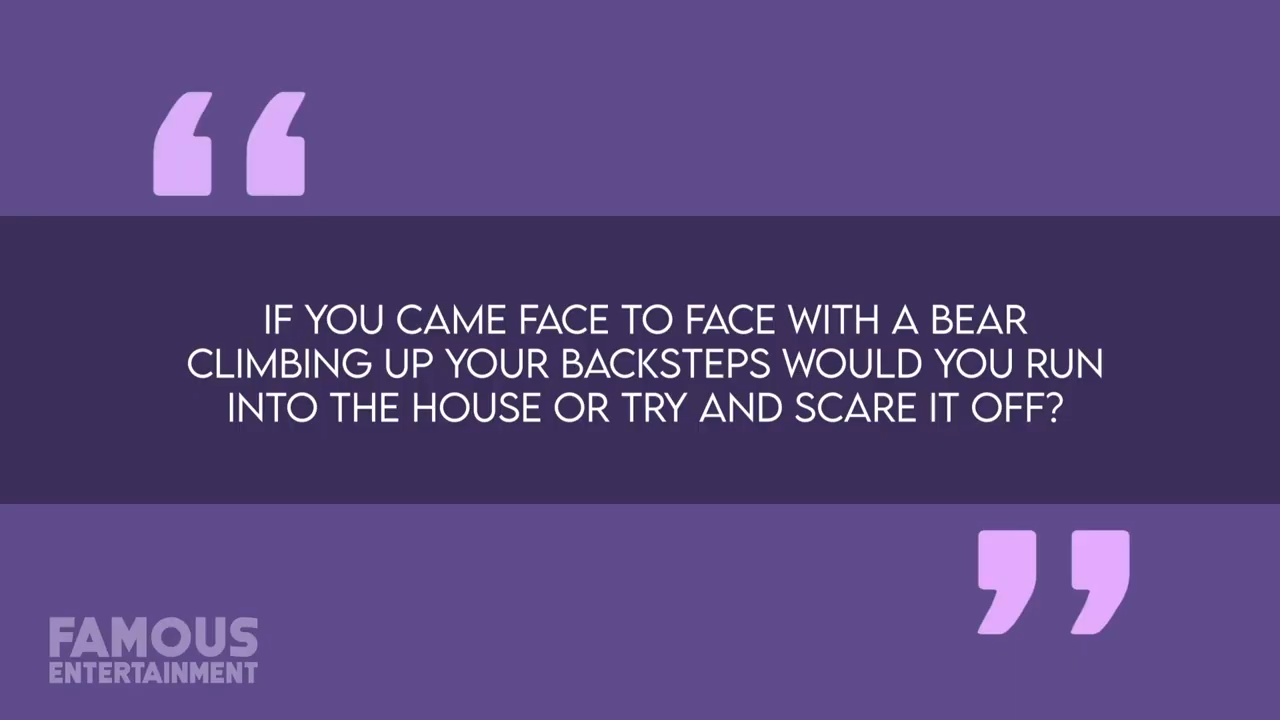 “
IF YOU CAME FACE TO FACE WITH A BEAR
CLIMBING UP YOUR BACKSTEPS WOULD YOU RUN
INTO THE HOUSE OR TRY AND SCARE IT OFF?
”
FAMOUS
ENTERTAINMENT